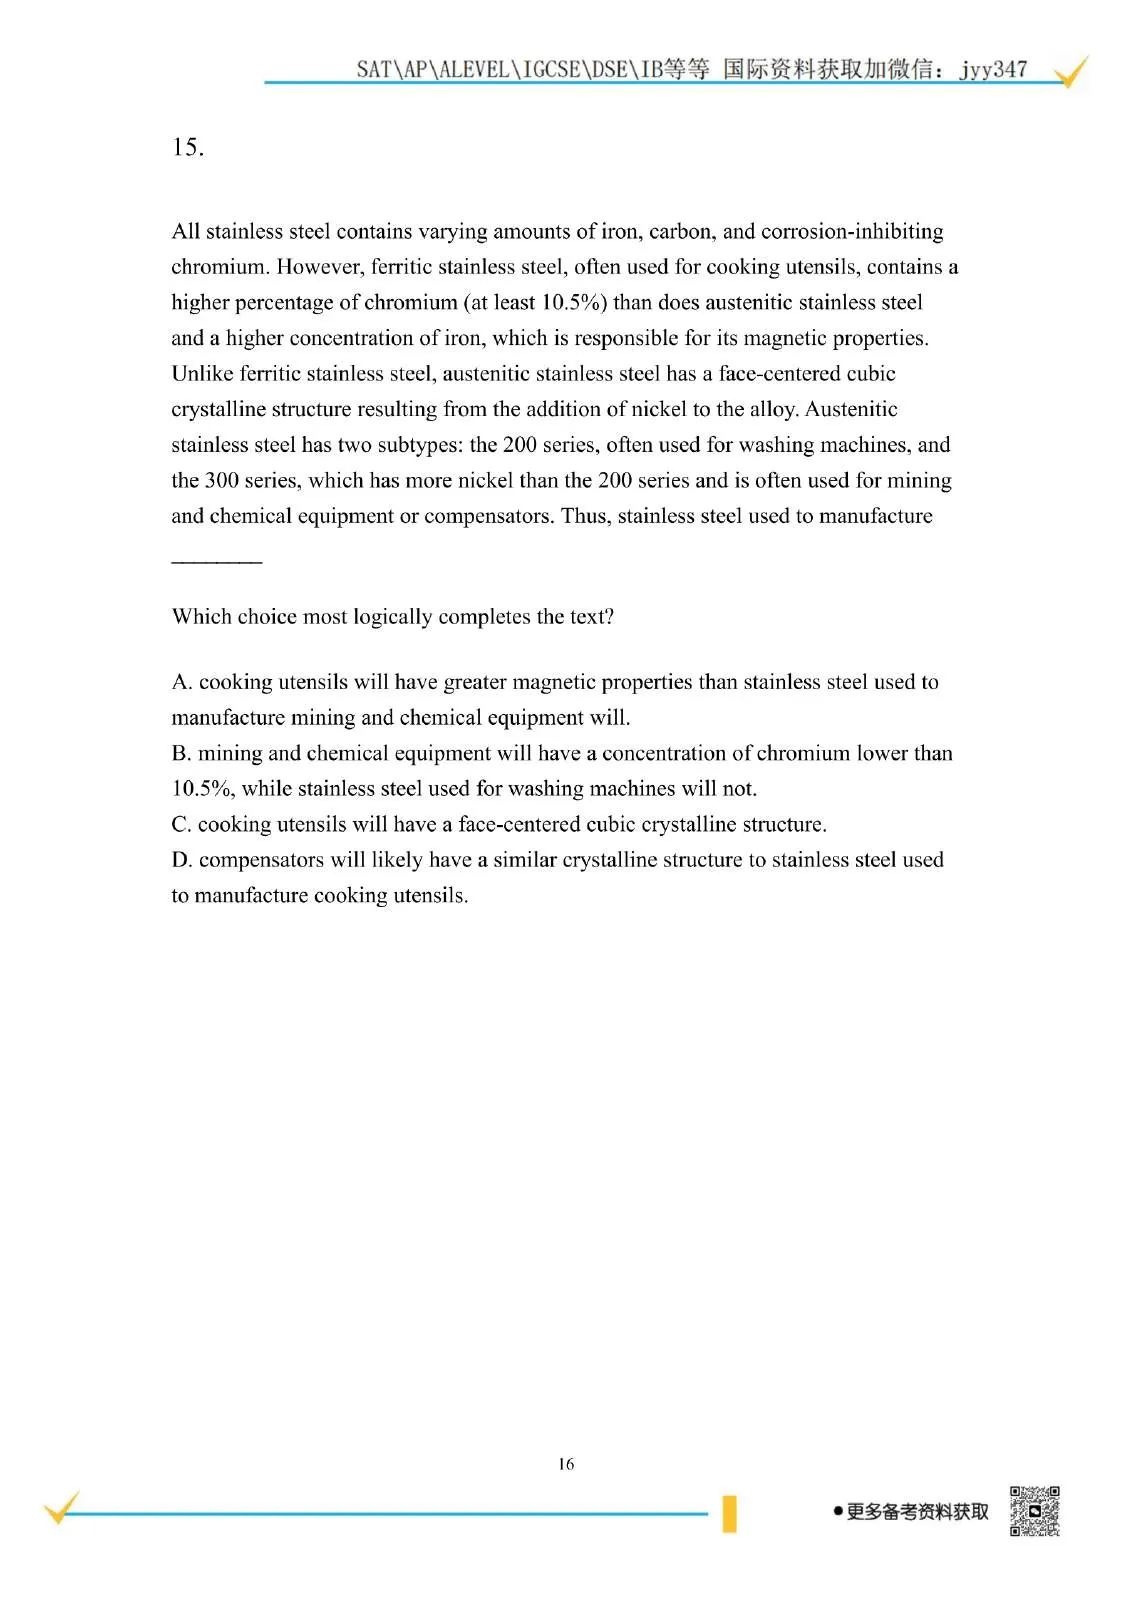 SAT\AP\ALEVEL\IGCSE\DSE\IB等等 国际资料获取加微信：jyy347
15.
All stainless steel contains varying amounts of iron, carbon, and corrosion-inhibiting
chromium. However, ferritic stainless steel, often used for cooking utensils, contains a
higher percentage of chromium (at least 10.5%) than does austenitic stainless steel
and a higher concentration of iron, which is responsible for its magnetic properties.
Unlike ferritic stainless steel, austenitic stainless steel has a face-centered cubic
crystalline structure resulting from the addition of nickel to the alloy. Austenitic
stainless steel has two subtypes: the 200 series, often used for washing machines, and
the 300 series, which has more nickel than the 200 series and is often used for mining
and chemical equipment or compensators. Thus, stainless steel used to manufacture
________
Which choice most logically completes the text?
A. cooking utensils will have greater magnetic properties than stainless steel used to
manufacture mining and chemical equipment will.
B. mining and chemical equipment will have a concentration of chromium lower than
10.5%, while stainless steel used for washing machines will not.
C. cooking utensils will have a face-centered cubic crystalline structure.
D. compensators will likely have a similar crystalline structure to stainless steel used
to manufacture cooking utensils.
16
●更多备考资料获取